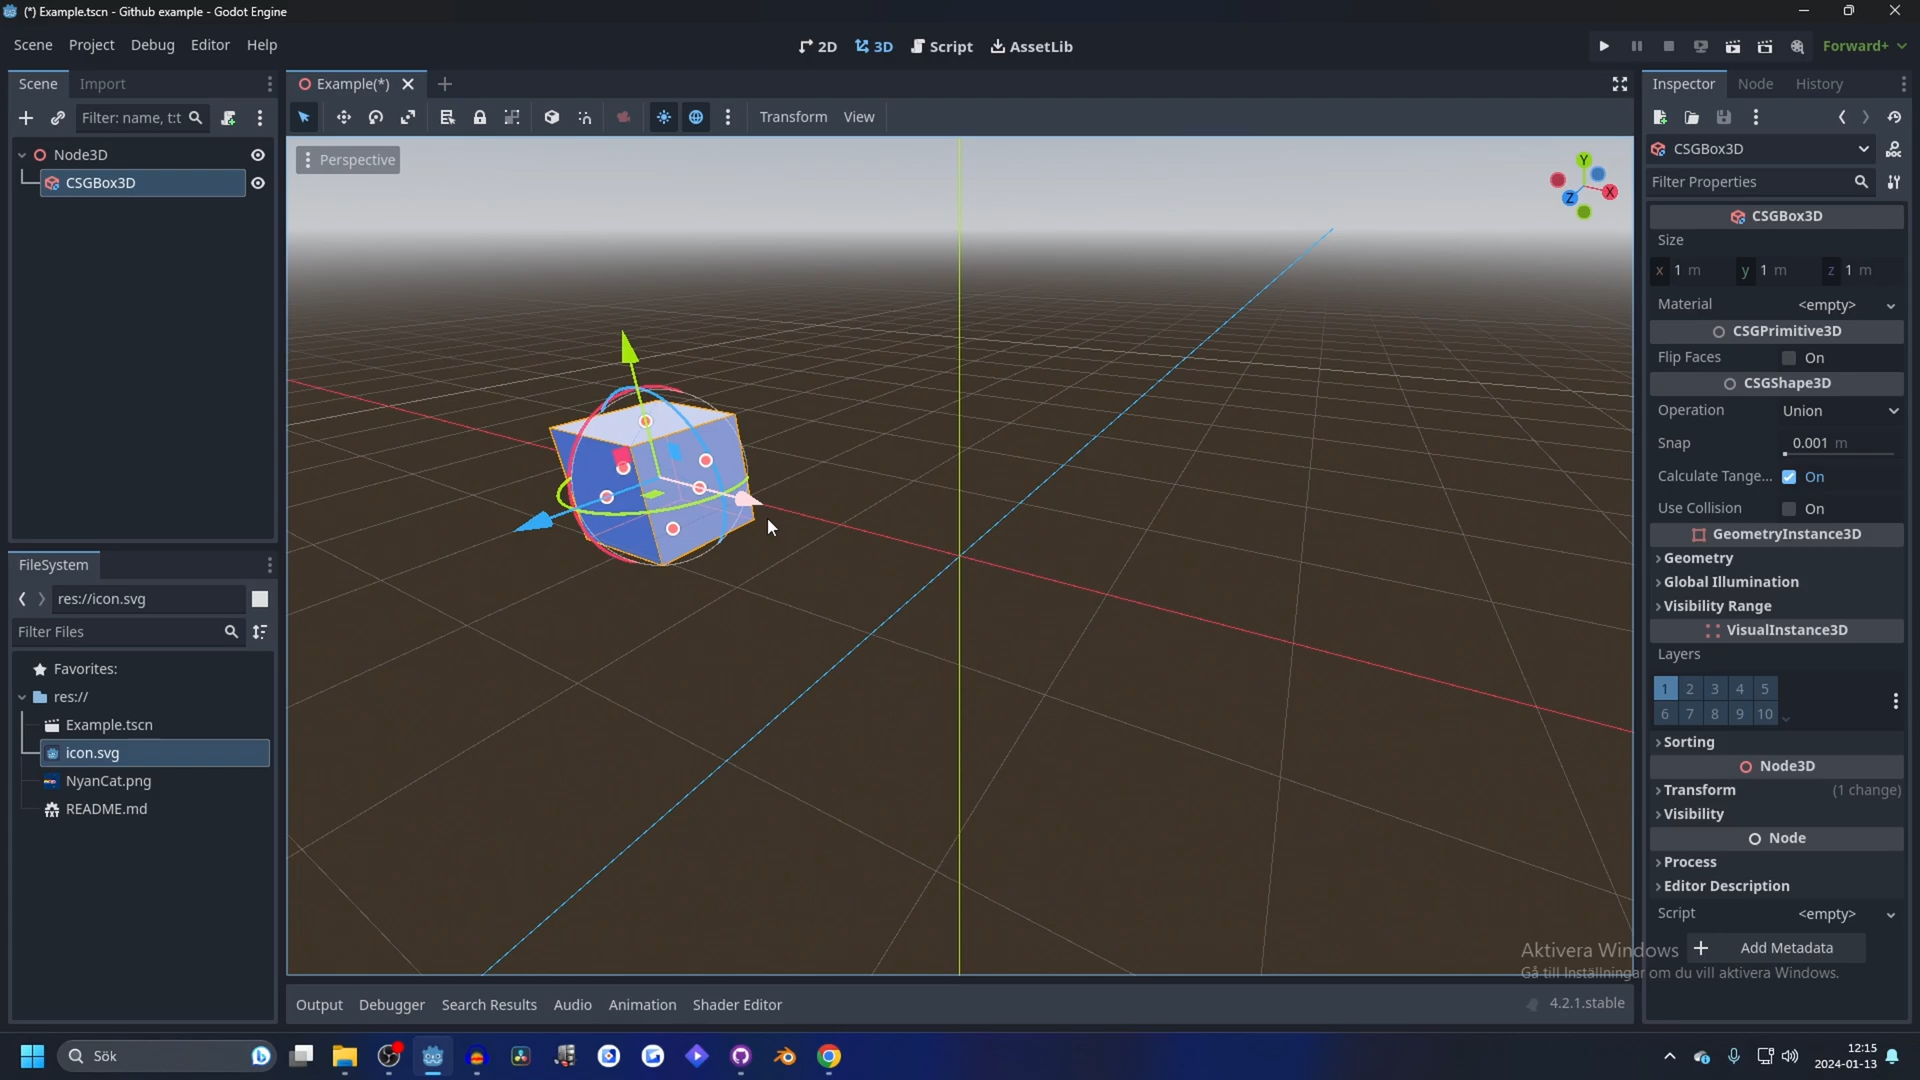 (*) Example.tscn - Github example - Godot Engine
Scene Project Debug Editor Help
2D 3D Script AssetLib
Forward+
Scene Import
Filter: name, t:t
Node3D
CSGBox3D
FileSystem
res://icon.svg
Filter Files
Favorites:
res://
Example.tscn
icon.svg
NyanCat.png
README.md
Example(*)
Transform View
Perspective
Y
X
Z
Output Debugger Search Results Audio Animation Shader Editor
4.2.1.stable
Inspector Node History
CSGBox3D
Filter Properties
CSGBox3D
Size
x 1 m y 1 m z 1 m
Material <empty>
CSGPrimitive3D
Flip Faces On
CSGShape3D
Operation Union
Snap 0.001 m
Calculate Tange... On
Use Collision On
GeometryInstance3D
Geometry
Global Illumination
Visibility Range
VisualInstance3D
Layers
1 2 3 4 5
6 7 8 9 10
Sorting
Node3D
Transform (1 change)
Visibility
Node
Process
Editor Description
Script <empty>
Add Metadata
Aktivera Windows
Gå till Inställningar om du vill aktivera Windows.
Sök
12:15
2024-01-13